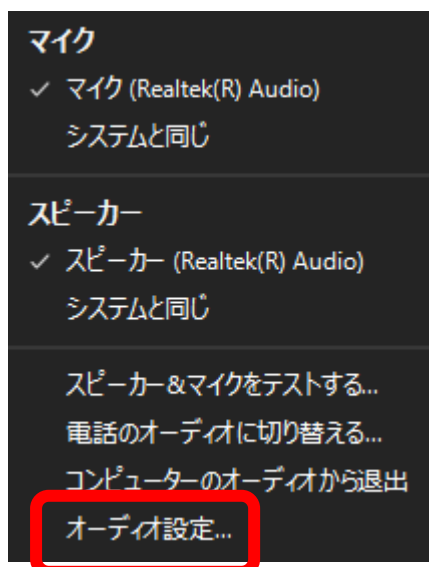 マイク
マイク (Realtek(R) Audio)
システムと同じ
スピーカー
スピーカー (Realtek(R) Audio)
システムと同じ
スピーカー&マイクをテストする...
電話のオーディオに切り替える...
コンピューターのオーディオから退出
オーディオ設定...